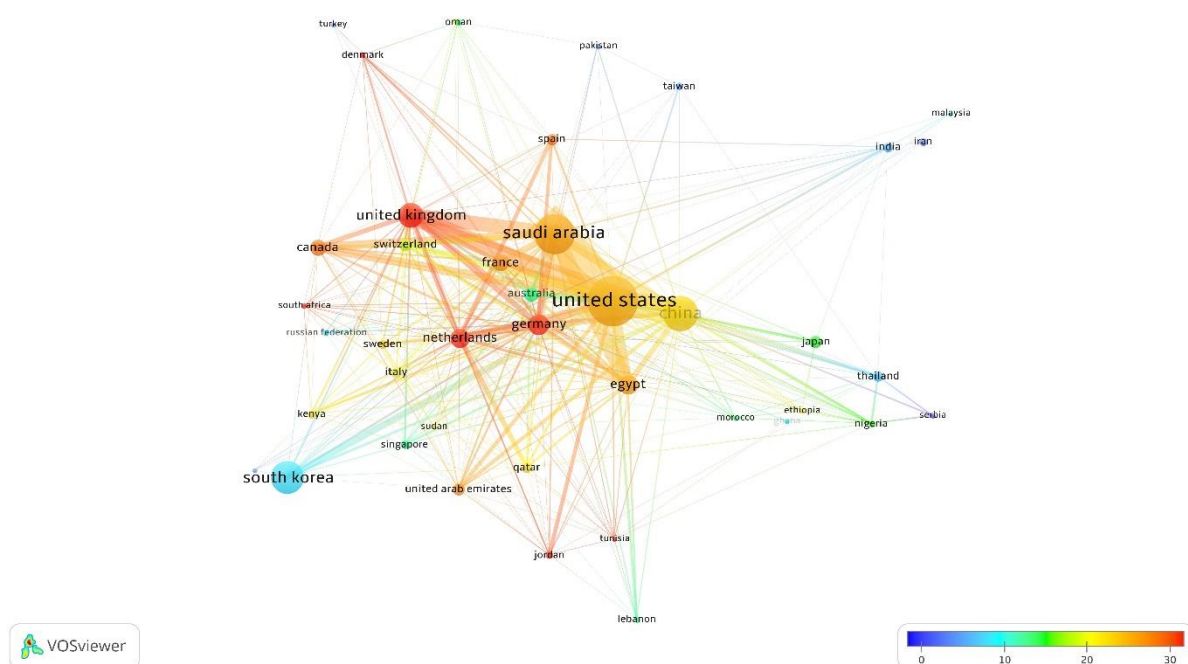 turkey
oman
denmark
pakistan
taiwan
malaysia
spain
india
iran
united kingdom
saudi arabia
canada
switzerland
france
australia
united states
south africa
china
germany
russian federation
netherlands
sweden
japan
italy
thailand
egypt
kenya
ethiopia
serbia
morocco
ghana
nigeria
sudan
singapore
qatar
south korea
united arab emirates
tunisia
jordan
lebanon
VOSviewer
0 10 20 30